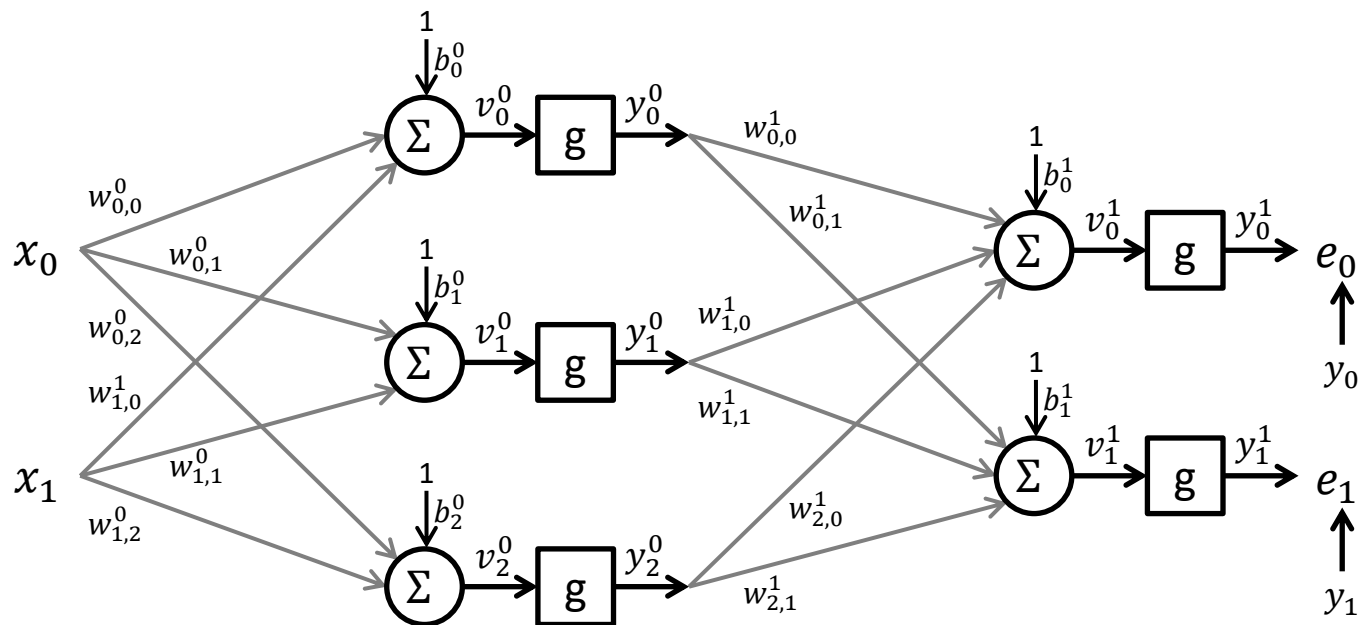 1
b_0^0
v_0^0
y_0^0
Σ
g
w_{0,0}^1
1
w_{0,0}^0
b_0^1
w_{0,1}^1
v_0^1
y_0^1
x_0
w_{0,1}^0
1
Σ
g
e_0
b_1^0
w_{0,2}^0
v_1^0
y_1^0
w_{1,0}^1
Σ
g
1
y_0
w_{1,0}^1
w_{1,1}^1
b_1^1
v_1^1
y_1^1
w_{1,1}^0
x_1
1
Σ
g
e_1
b_2^0
w_{2,0}^1
w_{1,2}^0
v_2^0
y_2^0
Σ
g
w_{2,1}^1
y_1